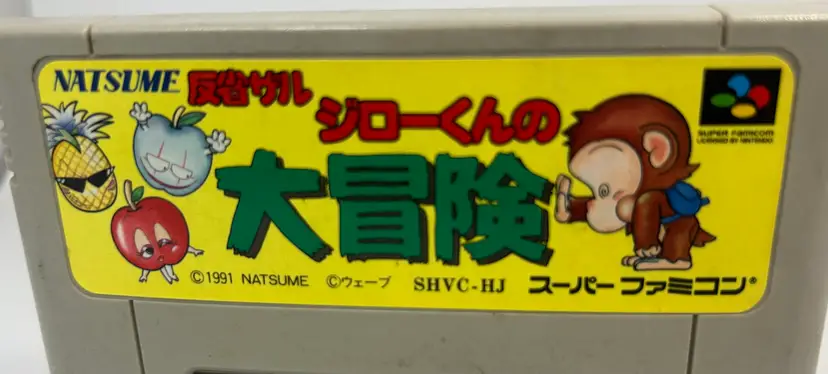 NATSUME 反省ザル
ジローくんの
大冒険
SUPER FAMICOM
LICENSED BY NINTENDO
©1991 NATSUME ©ウェーブ SHVC-HJ スーパーファミコン®